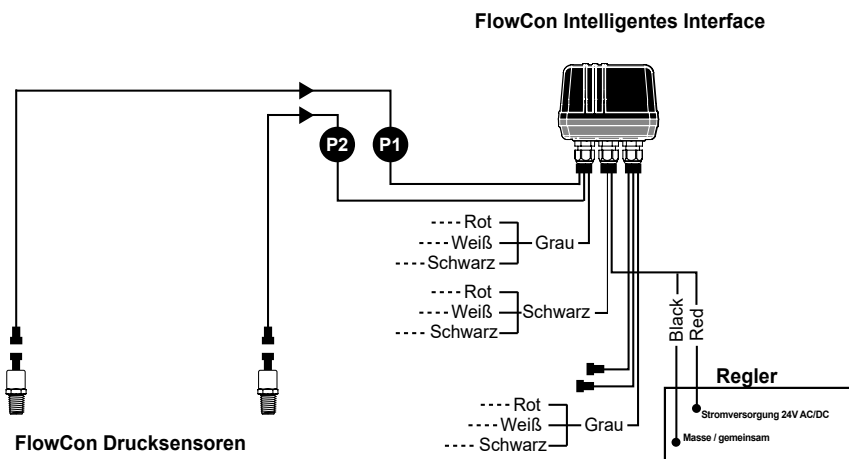 FlowCon Intelligentes Interface
P2
P1
Rot
Weiß
Grau
Schwarz
Rot
Weiß
Schwarz
Schwarz
Black
Red
Regler
Rot
Weiß
Grau
Schwarz
Stromversorgung 24V AC/DC
Masse / gemeinsam
FlowCon Drucksensoren